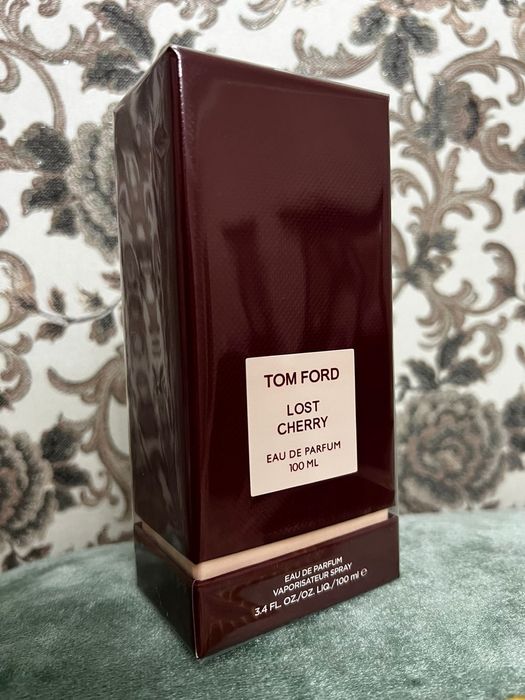 TOM FORD
LOST
CHERRY
EAU DE PARFUM
100 ML
EAU DE PARFUM
VAPORISATEUR SPRAY
3.4 FL. OZ./OZ. LIQ./100 ml ℮